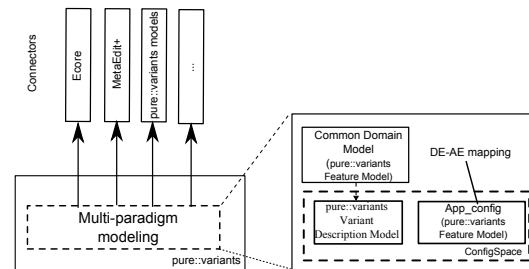 Connectors
Ecore
MetaEdit+
pure::variants models
...
Multi-paradigm
modeling
pure::variants
Common Domain
Model
(pure::variants
Feature Model)
DE-AE mapping
pure::variants
Variant
Description Model
App_config
(pure::variants
Feature Model)
ConfigSpace